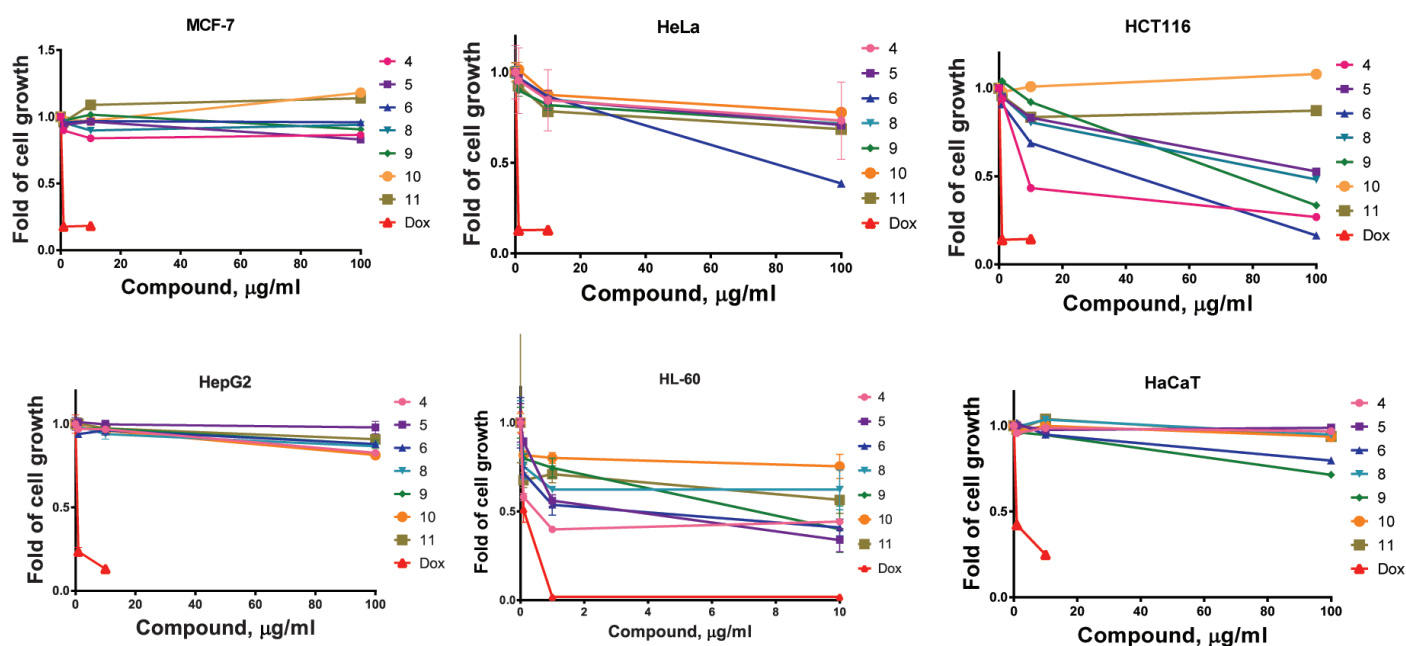 MCF-7
Fold of cell growth
1.5
1.0
0.5
0.0
0 20 40 60 80 100
Compound, μg/ml
4
5
6
8
9
10
11
Dox
HeLa
Fold of cell growth
1.0
0.5
0.0
0 20 40 60 80 100
Compound, μg/ml
4
5
6
8
9
10
11
Dox
HCT116
Fold of cell growth
1.0
0.5
0.0
0 20 40 60 80 100
Compound, μg/ml
4
5
6
8
9
10
11
Dox
HepG2
Fold of cell growth
1.0
0.5
0.0
0 20 40 60 80 100
Compound, μg/ml
4
5
6
8
9
10
11
Dox
HL-60
Fold of cell growth
1.0
0.5
0.0
0 2 4 6 8 10
Compound, μg/ml
4
5
6
8
9
10
11
Dox
HaCaT
Fold of cell growth
1.0
0.5
0.0
0 20 40 60 80 100
Compound, μg/ml
4
5
6
8
9
10
11
Dox